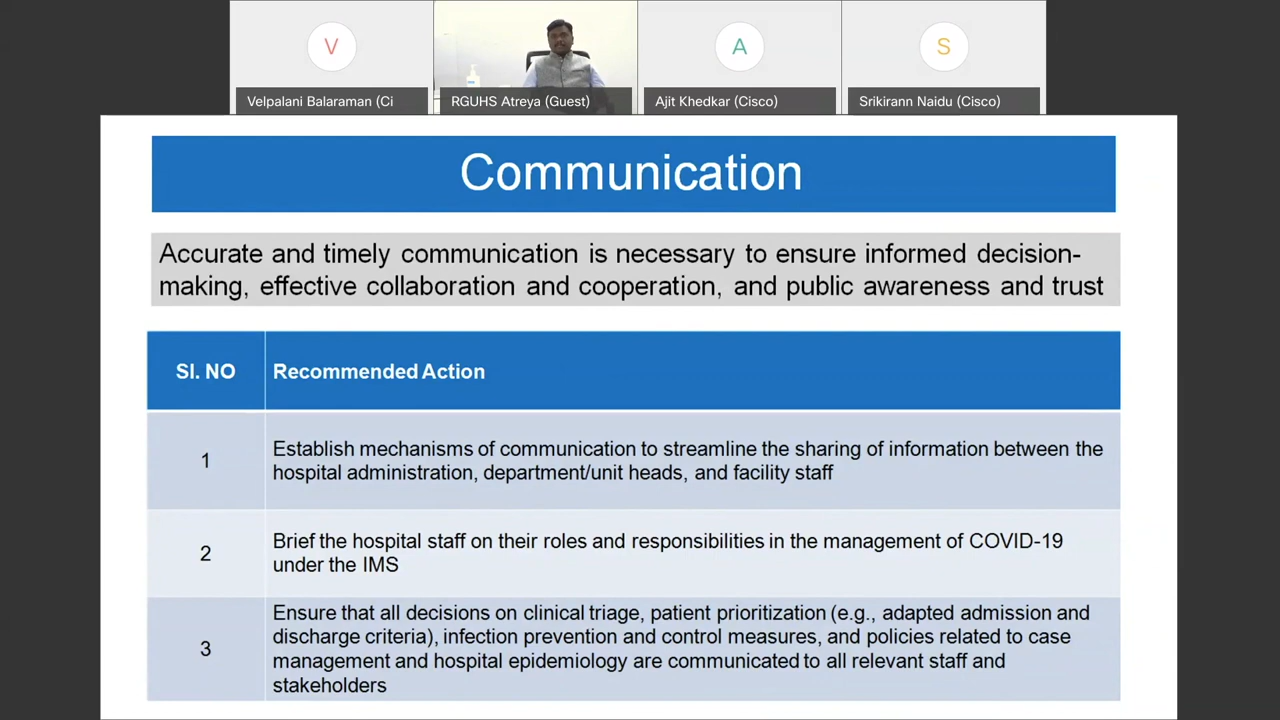 V
A
S
Velpalani Balaraman (Ci
RGUHS Atreya (Guest)
Ajit Khedkar (Cisco)
Srikirann Naidu (Cisco)
Communication
Accurate and timely communication is necessary to ensure informed decision-
making, effective collaboration and cooperation, and public awareness and trust
SI. NO
Recommended Action
1
Establish mechanisms of communication to streamline the sharing of information between the
hospital administration, department/unit heads, and facility staff
2
Brief the hospital staff on their roles and responsibilities in the management of COVID-19
under the IMS
3
Ensure that all decisions on clinical triage, patient prioritization (e.g., adapted admission and
discharge criteria), infection prevention and control measures, and policies related to case
management and hospital epidemiology are communicated to all relevant staff and
stakeholders